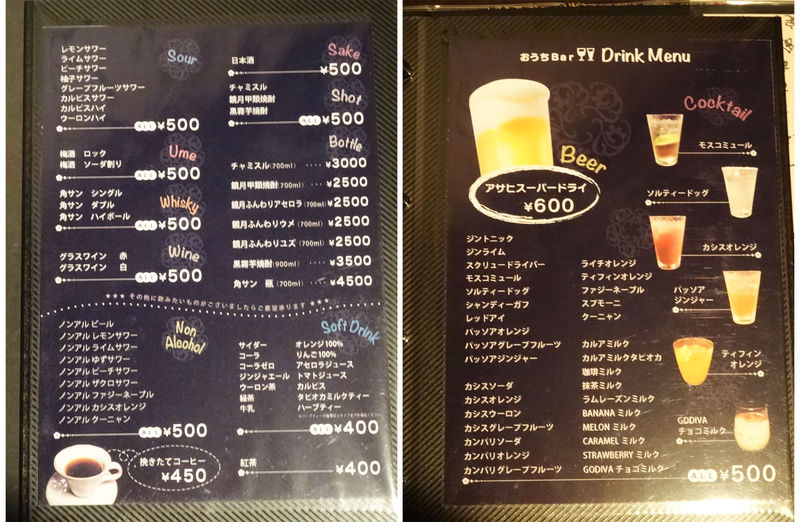 Sour
レモンサワー
ライムサワー
ピーチサワー
柚子サワー
グレープフルーツサワー
カルピスサワー
カルピスハイ
ウーロンハイ
ALL ¥500
Ume
梅酒 ロック
梅酒 ソーダ割り
ALL ¥500
Whisky
角サン シングル
角サン ダブル
角サン ハイボール
ALL ¥500
Wine
グラスワイン 赤
グラスワイン 白
ALL ¥500
Sake
日本酒
¥500
Shot
チャミスル
鏡月甲類焼酎
黒霧芋焼酎
ALL ¥500
Bottle
チャミスル(700ml) ···· ¥3000
鏡月甲類焼酎(700ml) ···· ¥2500
鏡月ふんわりアセロラ(700ml) ¥2500
鏡月ふんわりウメ(700ml) ··· ¥2500
鏡月ふんわりユズ(700ml) ··· ¥2500
黒霧芋焼酎(900ml) ···· ¥3500
角サン 瓶(700ml) ···· ¥4500
★★★ その他に飲みたいものがございましたらご要望承ります ★★★
Non Alcohol
ノンアル ビール
ノンアル レモンサワー
ノンアル ライムサワー
ノンアル ゆずサワー
ノンアル ピーチサワー
ノンアル ザクロサワー
ノンアル ファジーネーブル
ノンアル カシスオレンジ
ノンアル クーニャン
ALL ¥500
挽きたてコーヒー
¥450
Soft Drink
サイダー オレンジ100%
コーラ りんご100%
コーラゼロ アセロラジュース
ジンジャエール トマトジュース
ウーロン茶 カルピス
緑茶 タピオカミルクティー
牛乳 ハーブティー
ALL ¥400
紅茶 ¥400
おうちBar Drink Menu
Beer
アサヒスーパードライ
¥600
Cocktail
モスコミュール
ソルティードッグ
カシスオレンジ
パッソア
ジンジャー
ティフィン
オレンジ
GODIVA
チョコミルク
ジントニック
ジンライム
スクリュードライバー
モスコミュール
ソルティードッグ
シャンディーガフ
レッドアイ
パッソアオレンジ
パッソアグレープフルーツ
パッソアジンジャー
カシスソーダ
カシスオレンジ
カシスウーロン
カシスグレープフルーツ
カンパリソーダ
カンパリオレンジ
カンパリグレープフルーツ
ライチオレンジ
ティフィンオレンジ
ファジーネーブル
スプモーニ
クーニャン
カルアミルク
カルアミルクタピオカ
珈琲ミルク
抹茶ミルク
ラムレーズンミルク
BANANA ミルク
MELON ミルク
CARAMEL ミルク
STRAWBERRY ミルク
GODIVA チョコミルク
ALL ¥500